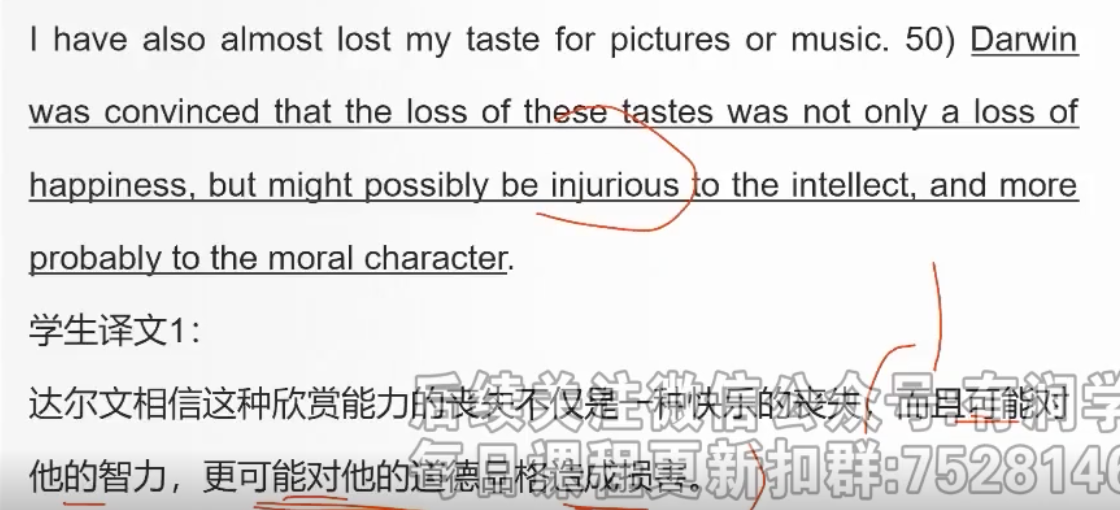 I have also almost lost my taste for pictures or music. 50) Darwin
was convinced that the loss of these tastes was not only a loss of
happiness, but might possibly be injurious to the intellect, and more
probably to the moral character.
学生译文1：
达尔文相信这种欣赏能力的丧失不仅是一种快乐的丧失，而且可能对
后续关注微信公众号:有润学
他的智力，更可能对他的道德品格造成损害。
每日课程更新扣群:7528146